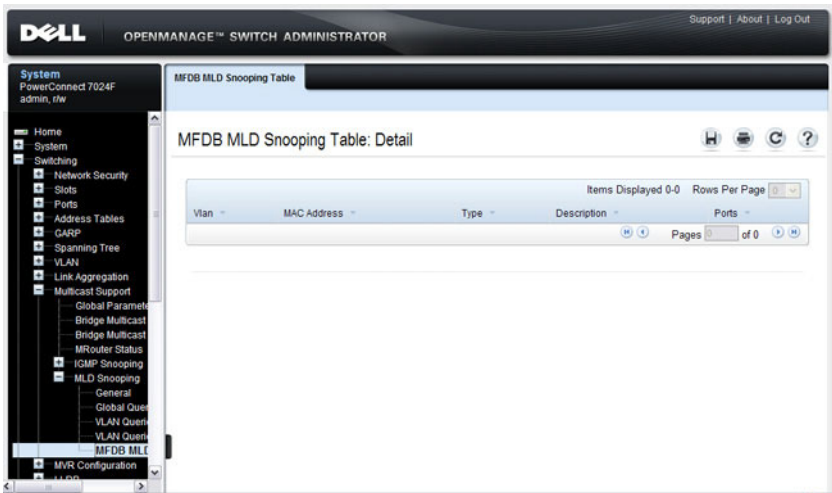 Support | About | Log Out
DELL OPENMANAGE™ SWITCH ADMINISTRATOR
System
PowerConnect 7024F
admin, r/w
MFDB MLD Snooping Table
Home
System
Switching
Network Security
Slots
Ports
Address Tables
GARP
Spanning Tree
VLAN
Link Aggregation
Multicast Support
Global Paramete
Bridge Multicast
Bridge Multicast
MRouter Status
IGMP Snooping
MLD Snooping
General
Global Quer
VLAN Queri
VLAN Queri
MFDB MLD
MVR Configuration
MFDB MLD Snooping Table: Detail
Items Displayed 0-0 Rows Per Page 0
Vlan MAC Address Type Description Ports
Pages 0 of 0